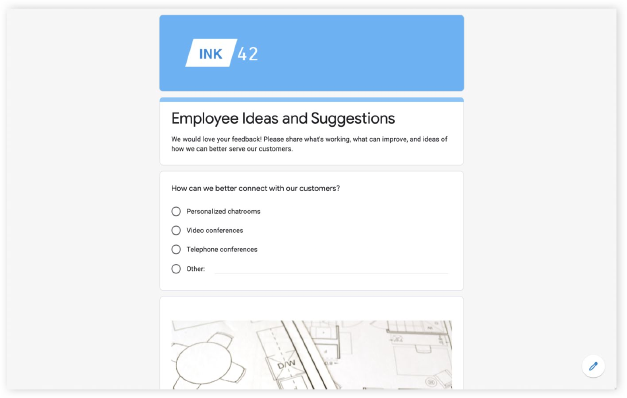 INK 42
Employee Ideas and Suggestions
We would love your feedback! Please share what's working, what can improve, and ideas of
how we can better serve our customers.
How can we better connect with our customers?
Personalized chatrooms
Video conferences
Telephone conferences
Other:
D/W